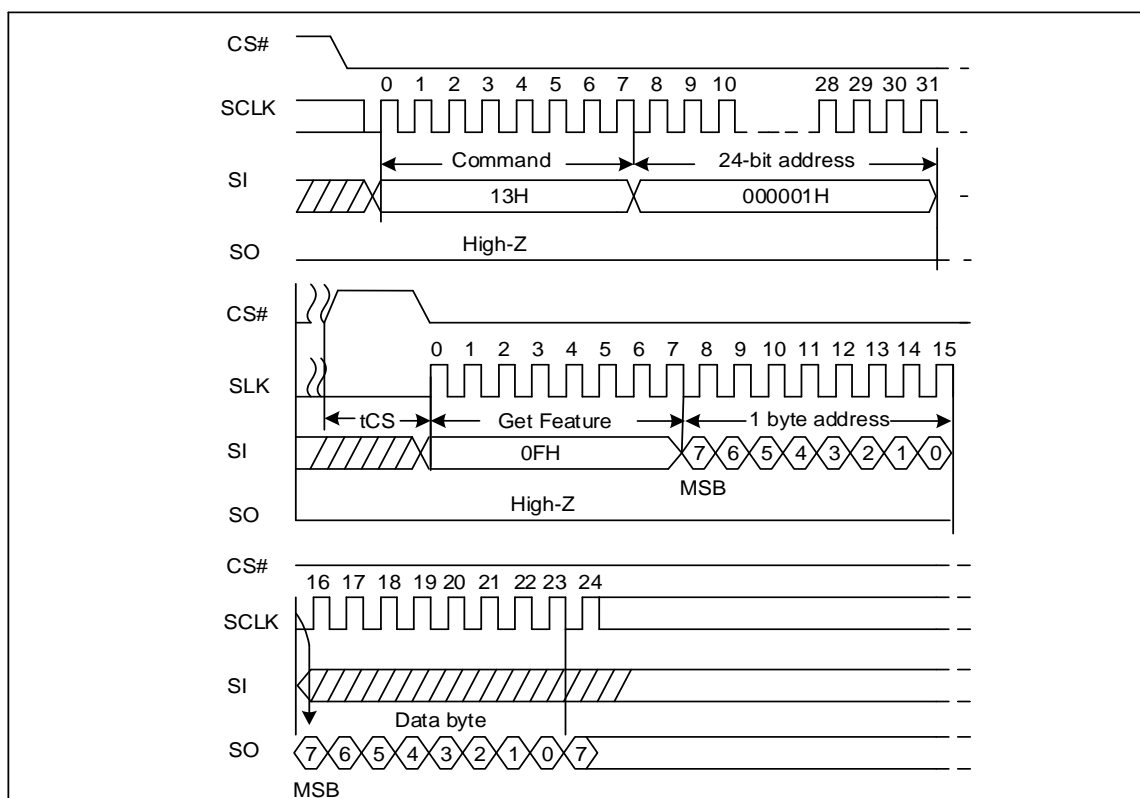 CS#
0 1 2 3 4 5 6 7 8 9 10 28 29 30 31
SCLK
Command 24-bit address
SI 13H 000001H
High-Z
SO
CS#
0 1 2 3 4 5 6 7 8 9 10 11 12 13 14 15
SLK
tCS Get Feature 1 byte address
SI 0FH 7 6 5 4 3 2 1 0
MSB
High-Z
SO
CS#
16 17 18 19 20 21 22 23 24
SCLK
SI
Data byte
SO 7 6 5 4 3 2 1 0 7
MSB